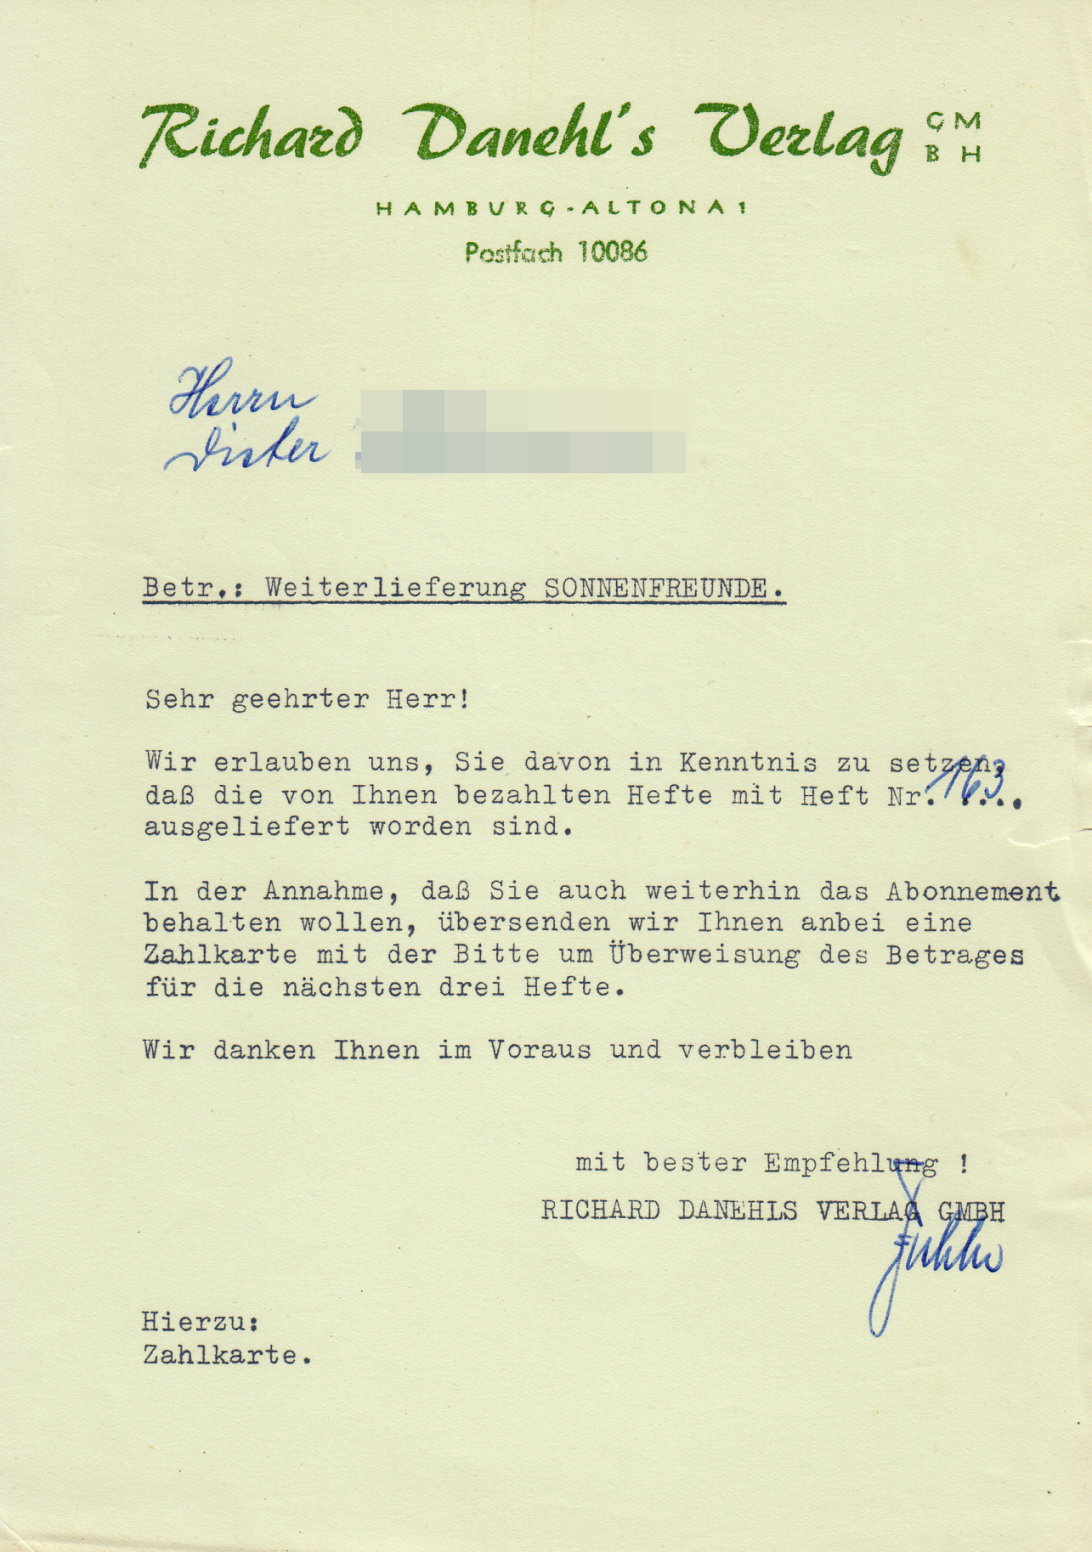 Richard Danehl's Verlag GM
BH
HAMBURG-ALTONA 1
Postfach 10086
Herrn
Dieter
Betr.: Weiterlieferung SONNENFREUNDE.
Sehr geehrter Herr!
Wir erlauben uns, Sie davon in Kenntnis zu setzen,
daß die von Ihnen bezahlten Hefte mit Heft Nr. 163...
ausgeliefert worden sind.
In der Annahme, daß Sie auch weiterhin das Abonnement
behalten wollen, übersenden wir Ihnen anbei eine
Zahlkarte mit der Bitte um Überweisung des Betrages
für die nächsten drei Hefte.
Wir danken Ihnen im Voraus und verbleiben
mit bester Empfehlung !
RICHARD DANEHLS VERLAG GMBH
Hierzu:
Zahlkarte.